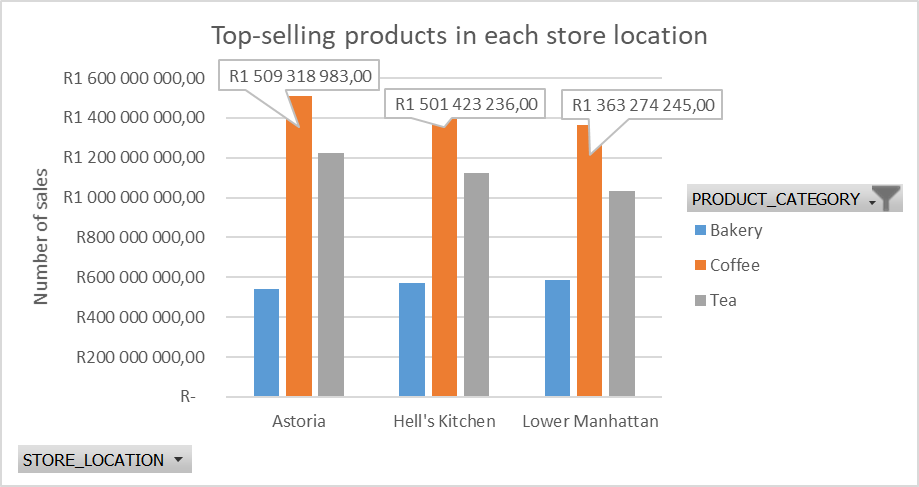 Top-selling products in each store location
Number of sales
R1 600 000 000,00
R1 400 000 000,00
R1 200 000 000,00
R1 000 000 000,00
R800 000 000,00
R600 000 000,00
R400 000 000,00
R200 000 000,00
R-
R1 509 318 983,00
R1 501 423 236,00
R1 363 274 245,00
Astoria
Hell's Kitchen
Lower Manhattan
PRODUCT_CATEGORY
Bakery
Coffee
Tea
STORE_LOCATION